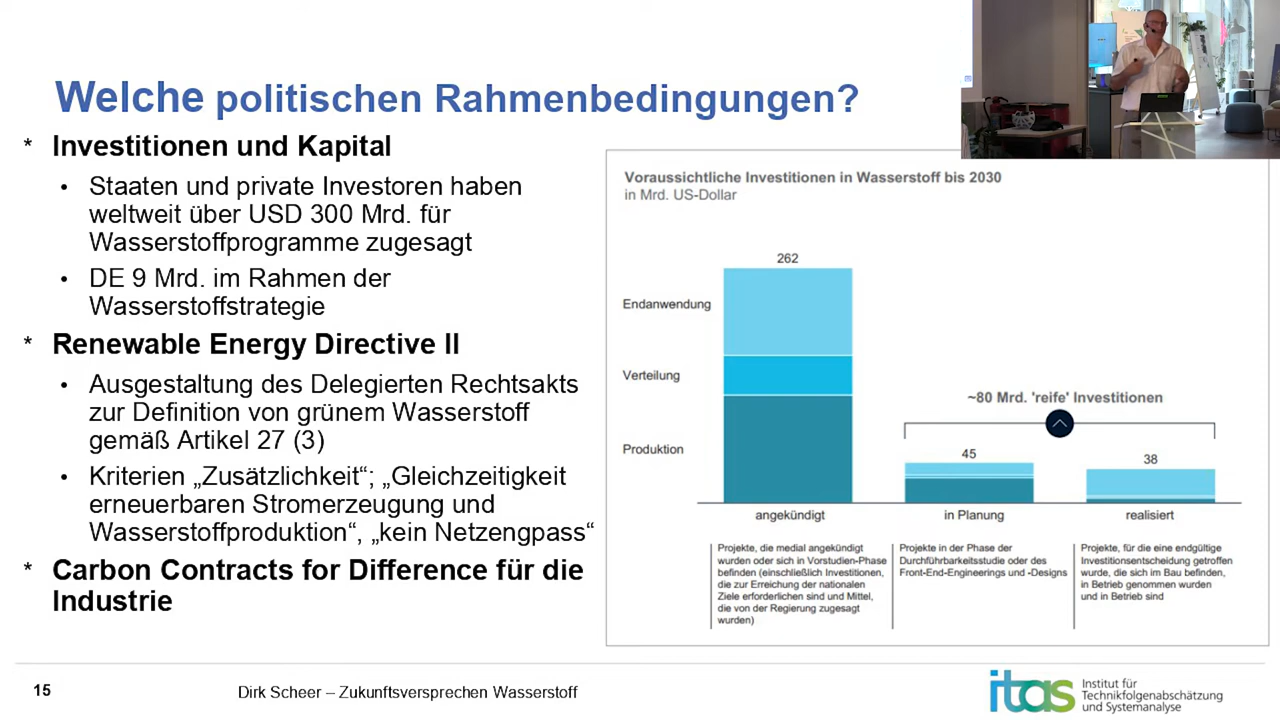 Welche politischen Rahmenbedingungen?
* Investitionen und Kapital
• Staaten und private Investoren haben
weltweit über USD 300 Mrd. für
Wasserstoffprogramme zugesagt
• DE 9 Mrd. im Rahmen der
Wasserstoffstrategie
* Renewable Energy Directive II
• Ausgestaltung des Delegierten Rechtsakts
zur Definition von grünem Wasserstoff
gemäß Artikel 27 (3)
• Kriterien „Zusätzlichkeit“; „Gleichzeitigkeit
erneuerbaren Stromerzeugung und
Wasserstoffproduktion“, „kein Netzengpass“
* Carbon Contracts for Difference für die
Industrie
Voraussichtliche Investitionen in Wasserstoff bis 2030
in Mrd. US-Dollar
262
Endanwendung
Verteilung
Produktion
~80 Mrd. 'reife' Investitionen
45
38
angekündigt
in Planung
realisiert
Projekte, die medial angekündigt
wurden oder sich in Vorstudien-Phase
befinden (einschließlich Investitionen,
die zur Erreichung der nationalen
Ziele erforderlichen sind und Mittel,
die von der Regierung zugesagt
wurden)
Projekte in der Phase der
Durchführbarkeitsstudie oder des
Front-End-Engineerings und -Designs
Projekte, für die eine endgültige
Investitionsentscheidung getroffen
wurde, die sich im Bau befinden,
in Betrieb genommen wurden
und in Betrieb sind
15
Dirk Scheer – Zukunftsversprechen Wasserstoff
itas
Institut für
Technikfolgenabschätzung
und Systemanalyse